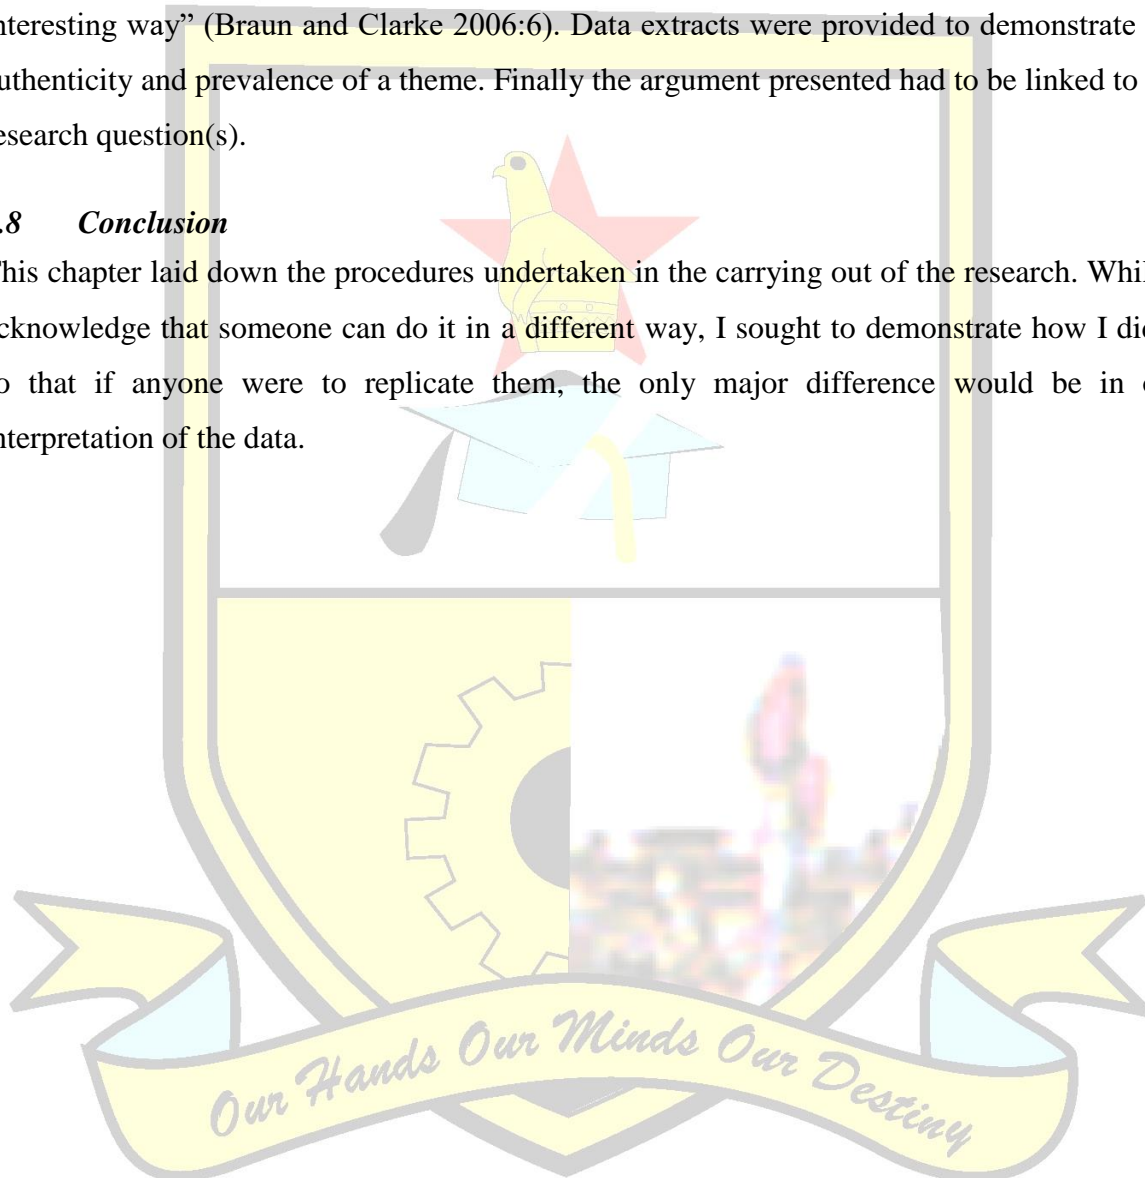 nteresting way” (Braun and Clarke 2006:6). Data extracts were provided to demonstrate
uthenticity and prevalence of a theme. Finally the argument presented had to be linked to
esearch question(s).
.8 Conclusion
his chapter laid down the procedures undertaken in the carrying out of the research. Whil
cknowledge that someone can do it in a different way, I sought to demonstrate how I did
o that if anyone were to replicate them, the only major difference would be in
nterpretation of the data.
Our Hands Our Minds Our Destiny